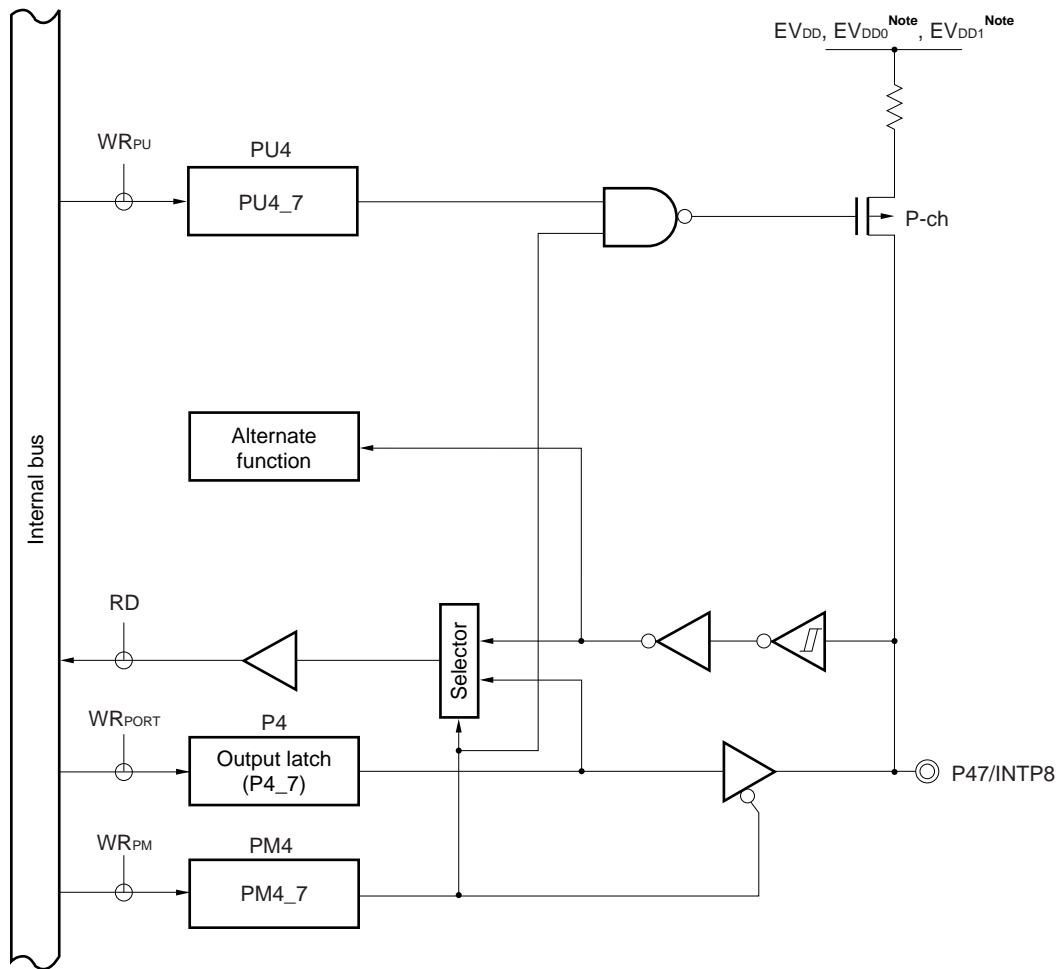 EVDD, EVDD0Note, EVDD1Note
WRPU
PU4
PU4_7
P-ch
Alternate
function
Internal bus
RD
Selector
WRPORT
P4
Output latch
(P4_7)
P47/INTP8
WRPM
PM4
PM4_7